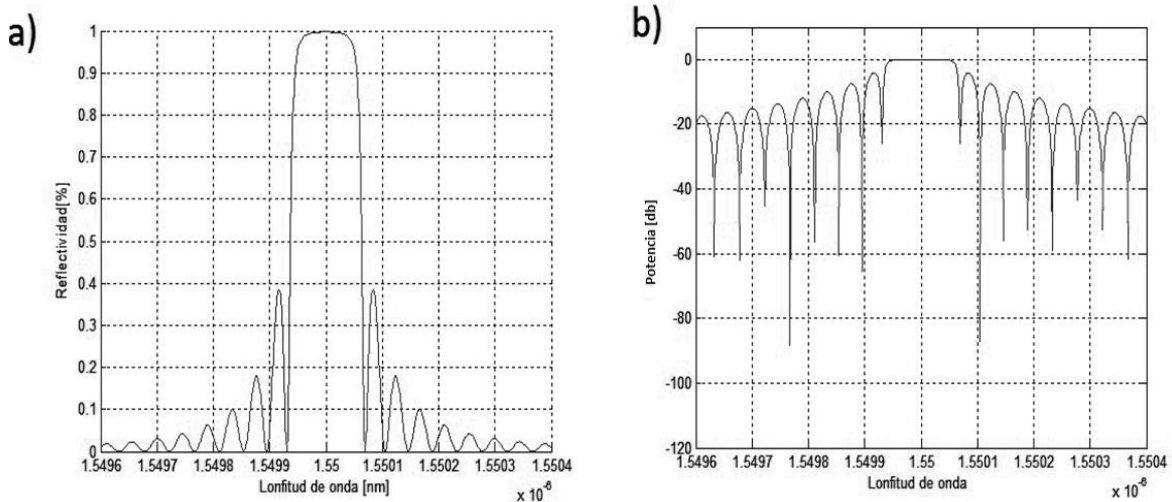 a)
Reflectividad[%]
1
0.9
0.8
0.7
0.6
0.5
0.4
0.3
0.2
0.1
0
1.5496 1.5497 1.5498 1.5499 1.55 1.5501 1.5502 1.5503 1.5504
Lonfitud de onda [nm]
x 10⁻⁶
b)
Potencia [db]
0
-20
-40
-60
-80
-100
-120
1.5496 1.5497 1.5498 1.5499 1.55 1.5501 1.5502 1.5503 1.5504
Lonfitud de onda
x 10⁻⁶